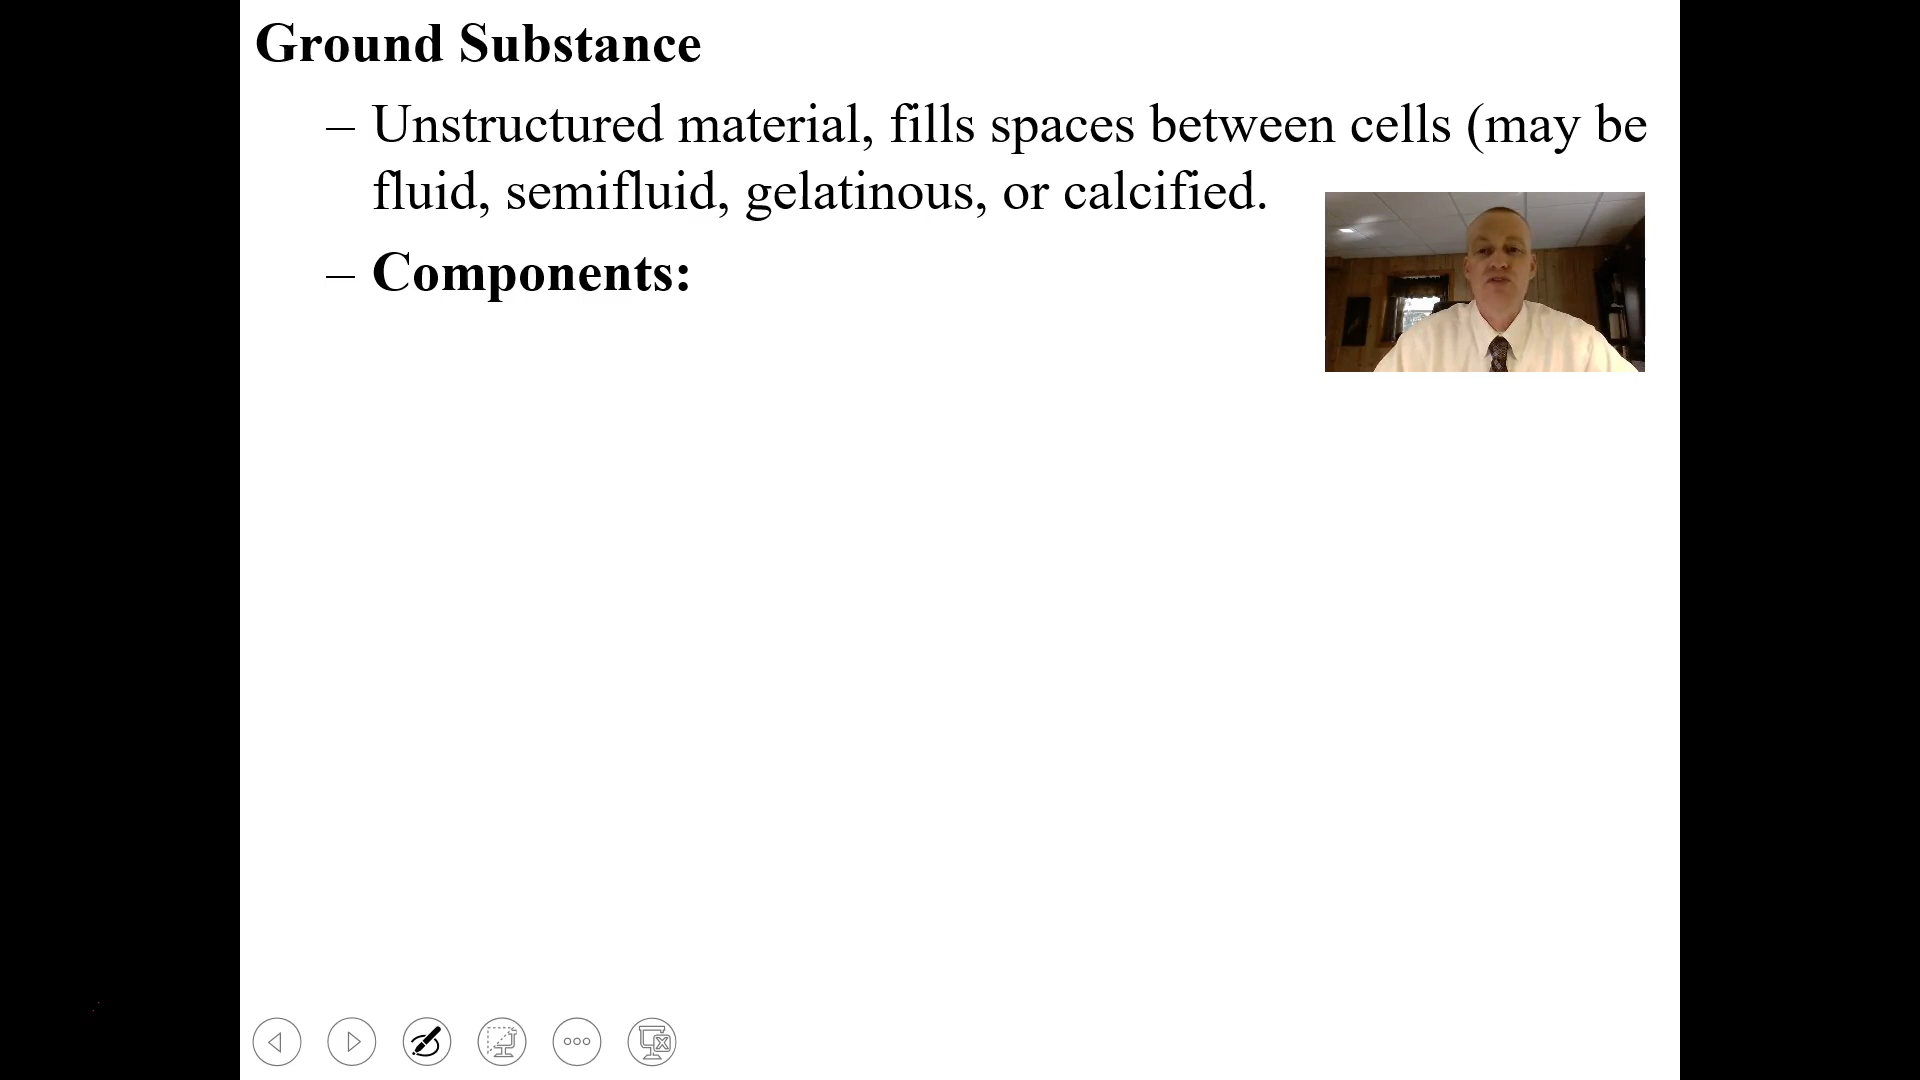 Ground Substance
– Unstructured material, fills spaces between cells (may be
fluid, semifluid, gelatinous, or calcified.
– Components: